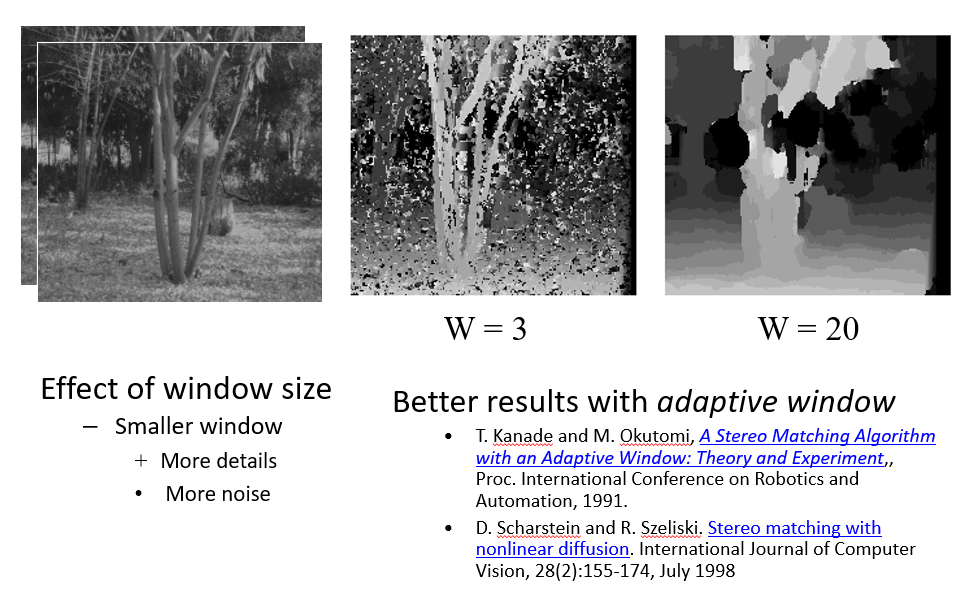 W = 3
W = 20
Effect of window size
– Smaller window
+ More details
• More noise
Better results with adaptive window
• T. Kanade and M. Okutomi, A Stereo Matching Algorithm
with an Adaptive Window: Theory and Experiment,,
Proc. International Conference on Robotics and
Automation, 1991.
• D. Scharstein and R. Szeliski. Stereo matching with
nonlinear diffusion. International Journal of Computer
Vision, 28(2):155-174, July 1998